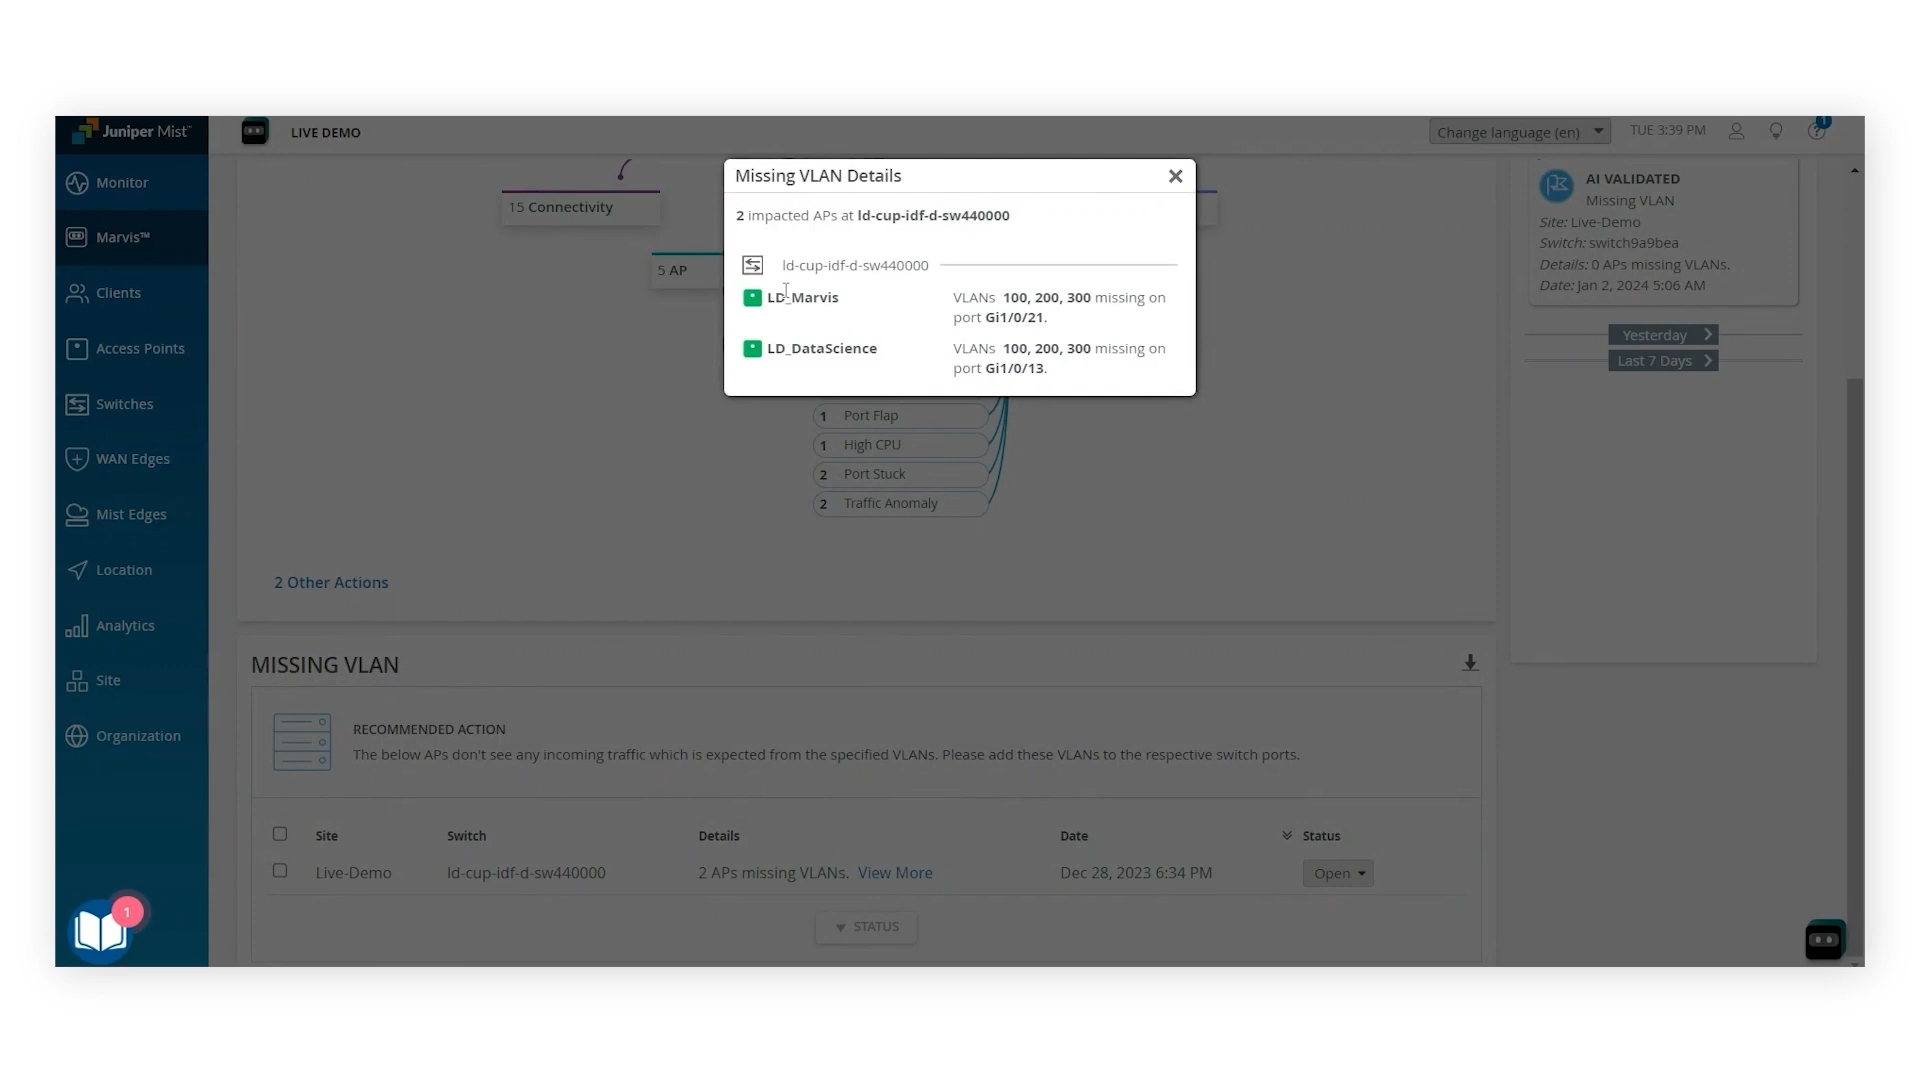 Juniper Mist™
LIVE DEMO
Change language (en)
TUE 3:39 PM
1
Monitor
Marvis™
Clients
Access Points
Switches
WAN Edges
Mist Edges
Location
Analytics
Site
Organization
1
15 Connectivity
5 AP
Missing VLAN Details
2 impacted APs at ld-cup-idf-d-sw440000
ld-cup-idf-d-sw440000
LD_Marvis
VLANs 100, 200, 300 missing on
port Gi1/0/21.
LD_DataScience
VLANs 100, 200, 300 missing on
port Gi1/0/13.
1 Port Flap
1 High CPU
2 Port Stuck
2 Traffic Anomaly
2 Other Actions
AI VALIDATED
Missing VLAN
Site: Live-Demo
Switch: switch9a9bea
Details: 0 APs missing VLANs.
Date: Jan 2, 2024 5:06 AM
Yesterday
Last 7 Days
MISSING VLAN
RECOMMENDED ACTION
The below APs don't see any incoming traffic which is expected from the specified VLANs. Please add these VLANs to the respective switch ports.
Site Switch Details Date Status
Live-Demo ld-cup-idf-d-sw440000 2 APs missing VLANs. View More Dec 28, 2023 6:34 PM Open
STATUS